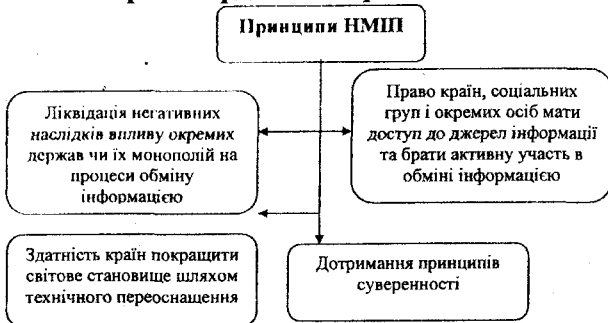 Принципи НМІП
Ліквідація негативних
наслідків впливу окремих
держав чи їх монополій на
процеси обміну
інформацією
Право країн, соціальних
груп і окремих осіб мати
доступ до джерел інформації
та брати активну участь в
обміні інформацією
Здатність країн покращити
світове становище шляхом
технічного переоснащення
Дотримання принципів
суверенності